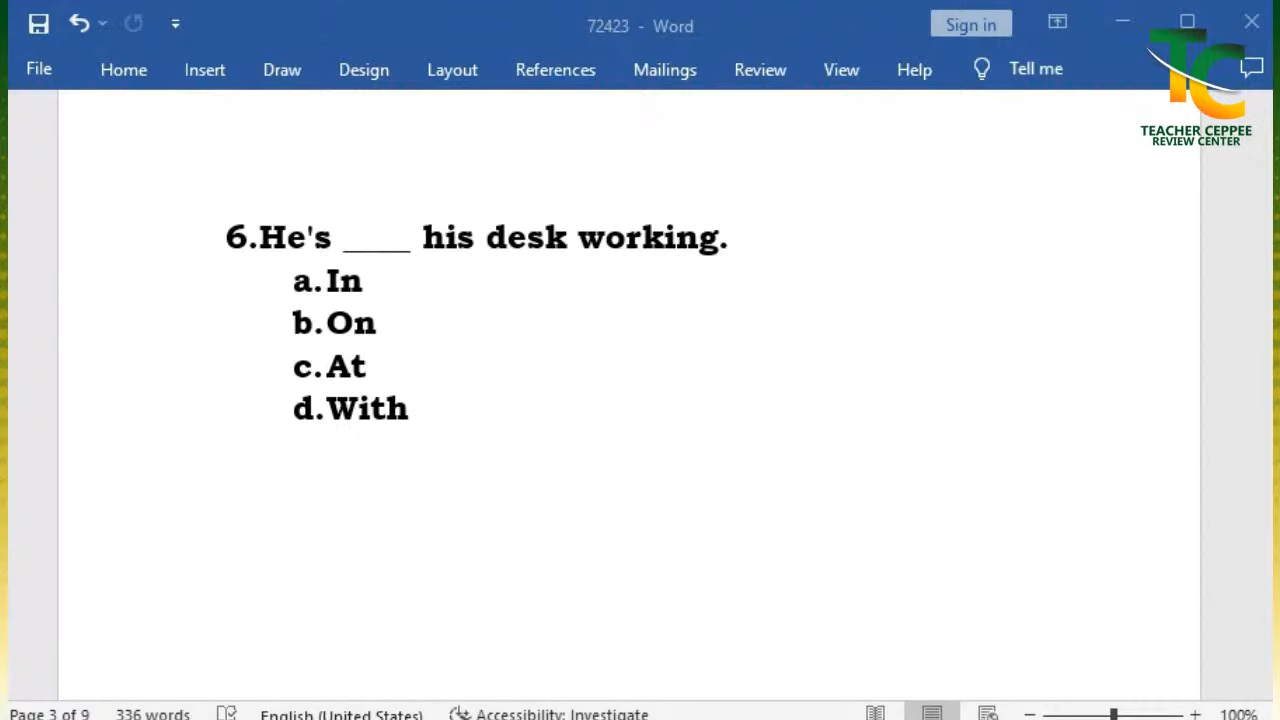 72423 - Word
Sign in
File Home Insert Draw Design Layout References Mailings Review View Help Tell me
TC
TEACHER CEPPEE
REVIEW CENTER
6.He's ____ his desk working.
a.In
b.On
c.At
d.With
Page 3 of 9 336 words English (United States) Accessibility: Investigate 100%